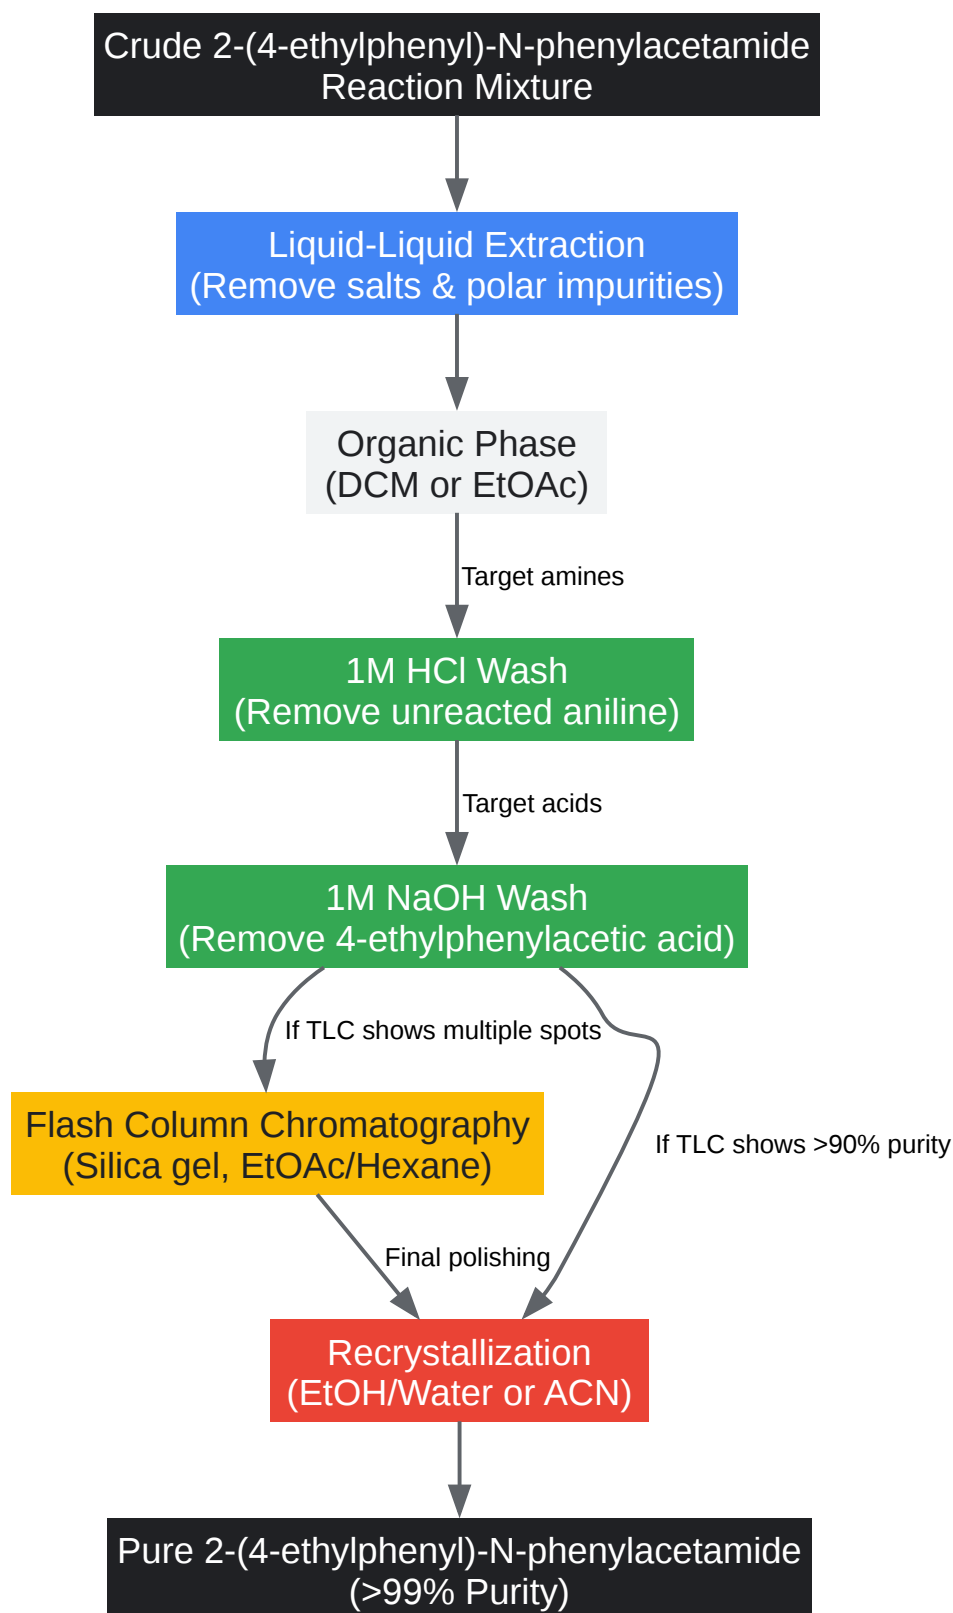 Crude 2-(4-ethylphenyl)-N-phenylacetamide
Reaction Mixture
Liquid-Liquid Extraction
(Remove salts & polar impurities)
Organic Phase
(DCM or EtOAc)
Target amines
1M HCl Wash
(Remove unreacted aniline)
Target acids
1M NaOH Wash
(Remove 4-ethylphenylacetic acid)
If TLC shows multiple spots
Flash Column Chromatography
(Silica gel, EtOAc/Hexane)
If TLC shows >90% purity
Final polishing
Recrystallization
(EtOH/Water or ACN)
Pure 2-(4-ethylphenyl)-N-phenylacetamide
(>99% Purity)